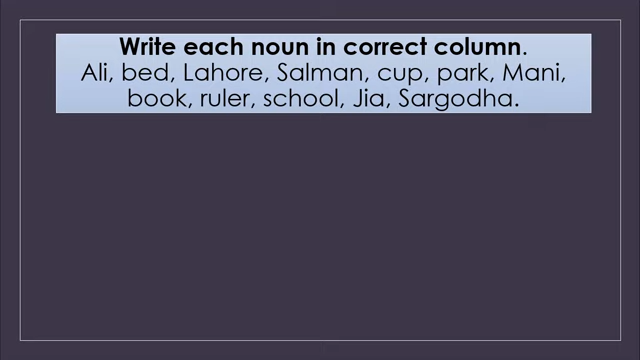 Write each noun in correct column.
Ali, bed, Lahore, Salman, cup, park, Mani,
book, ruler, school, Jia, Sargodha.